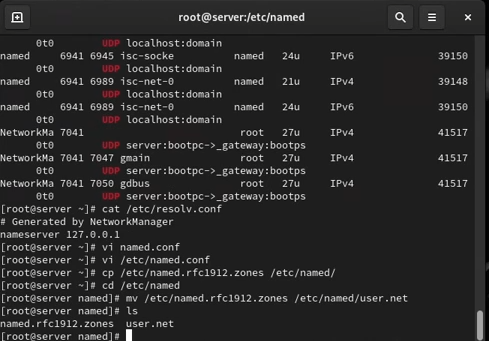 root@server:/etc/named
0t0 UDP localhost:domain
named 6941 6945 isc-socke named 24u IPv6 39150
0t0 UDP localhost:domain
named 6941 6989 isc-net-0 named 21u IPv4 39148
0t0 UDP localhost:domain
named 6941 6989 isc-net-0 named 24u IPv6 39150
0t0 UDP localhost:domain
NetworkMa 7041 root 27u IPv4 41517
0t0 UDP server:bootpc->_gateway:bootps
NetworkMa 7041 7047 gmain root 27u IPv4 41517
0t0 UDP server:bootpc->_gateway:bootps
NetworkMa 7041 7050 gdbus root 27u IPv4 41517
0t0 UDP server:bootpc->_gateway:bootps
[root@server ~]# cat /etc/resolv.conf
# Generated by NetworkManager
nameserver 127.0.0.1
[root@server ~]# vi named.conf
[root@server ~]# vi /etc/named.conf
[root@server ~]# cp /etc/named.rfc1912.zones /etc/named/
[root@server ~]# cd /etc/named
[root@server named]# mv /etc/named.rfc1912.zones /etc/named/user.net
[root@server named]# ls
named.rfc1912.zones user.net
[root@server named]#